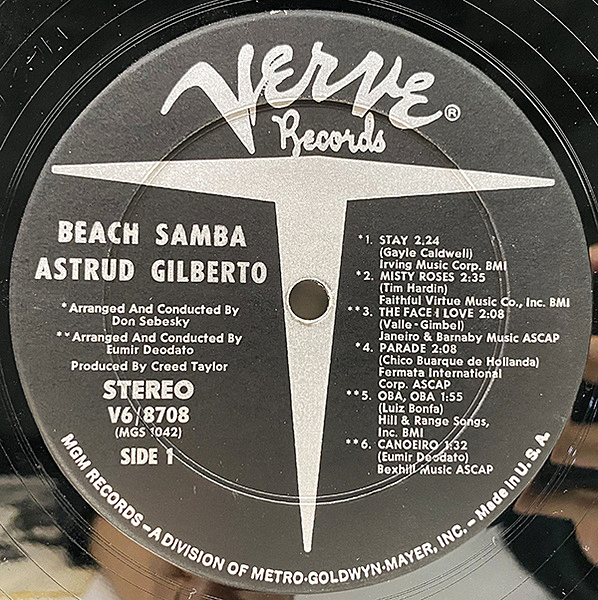 Verve®
Records
BEACH SAMBA
ASTRUD GILBERTO
*Arranged And Conducted By
Don Sebesky
**Arranged And Conducted By
Eumir Deodato
Produced By Creed Taylor
STEREO
V6/8708
(MGS 1042)
SIDE 1
*1. STAY 2:24
(Gayle Caldwell)
Irving Music Corp. BMI
*2. MISTY ROSES 2:35
(Tim Hardin)
Faithful Virtue Music Co., Inc. BMI
**3. THE FACE I LOVE 2:08
(Valle-Gimbel)
Janeiro & Barnaby Music ASCAP
*4. PARADE 2:08
(Chico Buarque de Hollanda)
Fermata International
Corp. ASCAP
**5. OBA, OBA 1:55
(Luiz Bonfa)
Hill & Range Songs,
Inc. BMI
**6. CANOEIRO 1:32
(Eumir Deodato)
Bexhill Music ASCAP
MGM RECORDS – A DIVISION OF METRO-GOLDWYN-MAYER, INC. – Made in U.S.A.